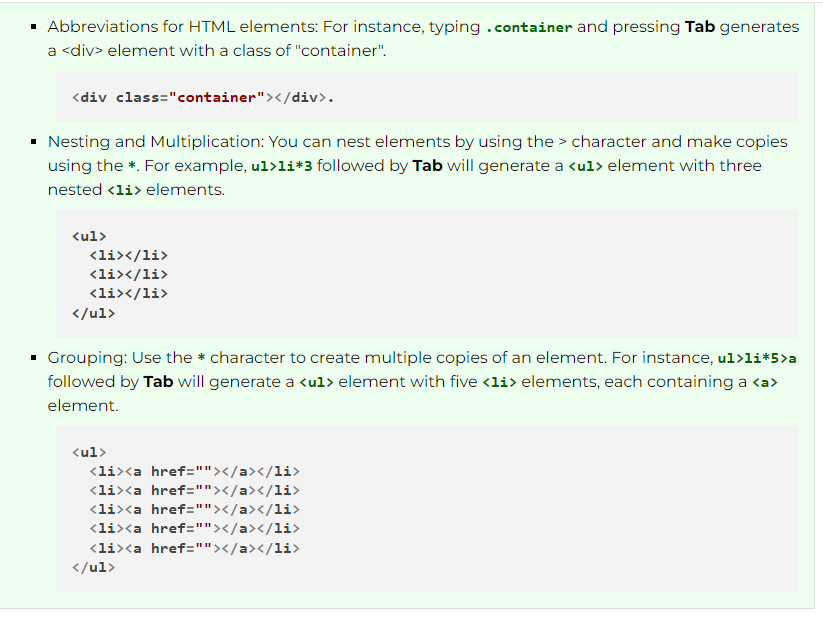 ▪ Abbreviations for HTML elements: For instance, typing .container and pressing Tab generates
a <div> element with a class of "container".
<div class="container"></div>.
▪ Nesting and Multiplication: You can nest elements by using the > character and make copies
using the *. For example, ul>li*3 followed by Tab will generate a <ul> element with three
nested <li> elements.
<ul>
  <li></li>
  <li></li>
  <li></li>
</ul>
▪ Grouping: Use the * character to create multiple copies of an element. For instance, ul>li*5>a
followed by Tab will generate a <ul> element with five <li> elements, each containing a <a>
element.
<ul>
  <li><a href=""></a></li>
  <li><a href=""></a></li>
  <li><a href=""></a></li>
  <li><a href=""></a></li>
  <li><a href=""></a></li>
</ul>